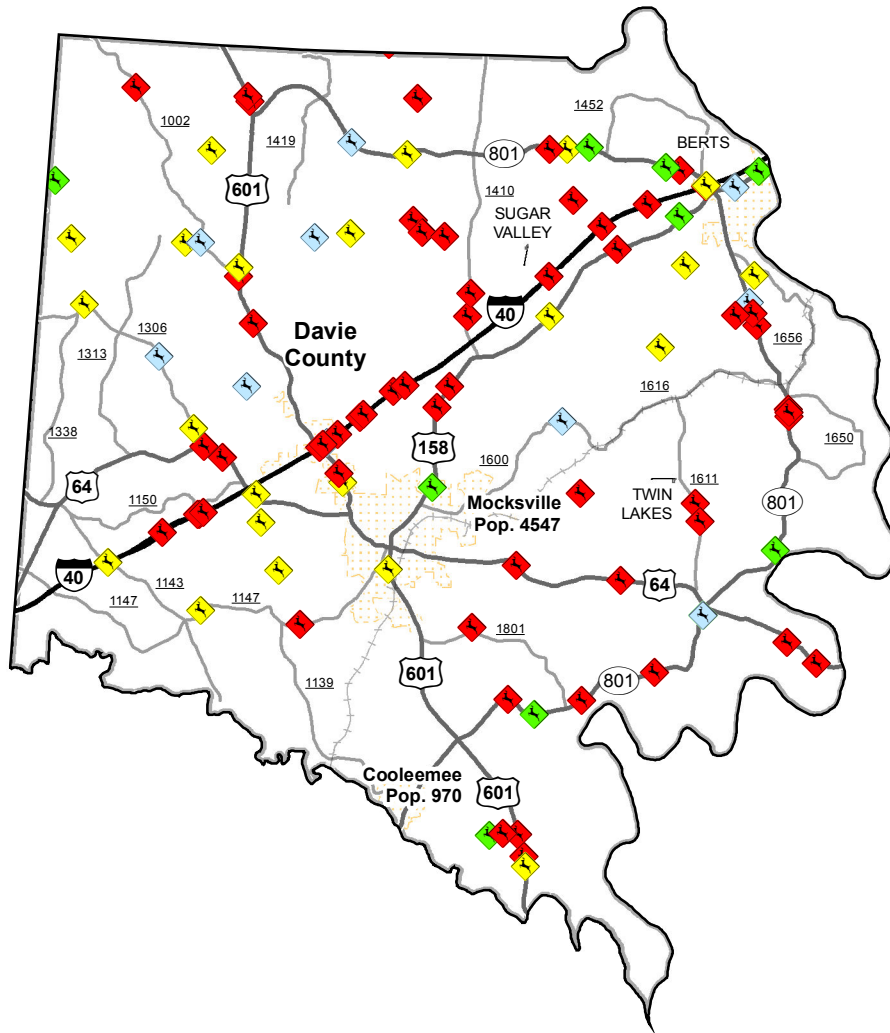 1452
1002
BERTS
1419
801
601
1410
SUGAR
VALLEY
40
Davie
County
1306
1313
1656
1616
1338
1650
158
1600
64
1611
TWIN
LAKES
Mocksville
Pop. 4547
1150
801
40
64
1143
1147
1147
1801
601
1139
801
Cooleemee
Pop. 970
601